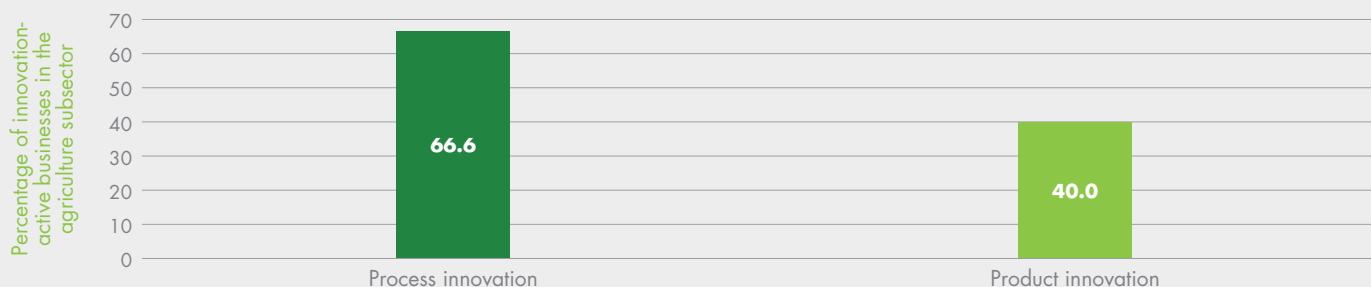 Percentage of innovation-
active businesses in the
agriculture subsector
70
60
50
40
30
20
10
0
66.6
40.0
Process innovation
Product innovation